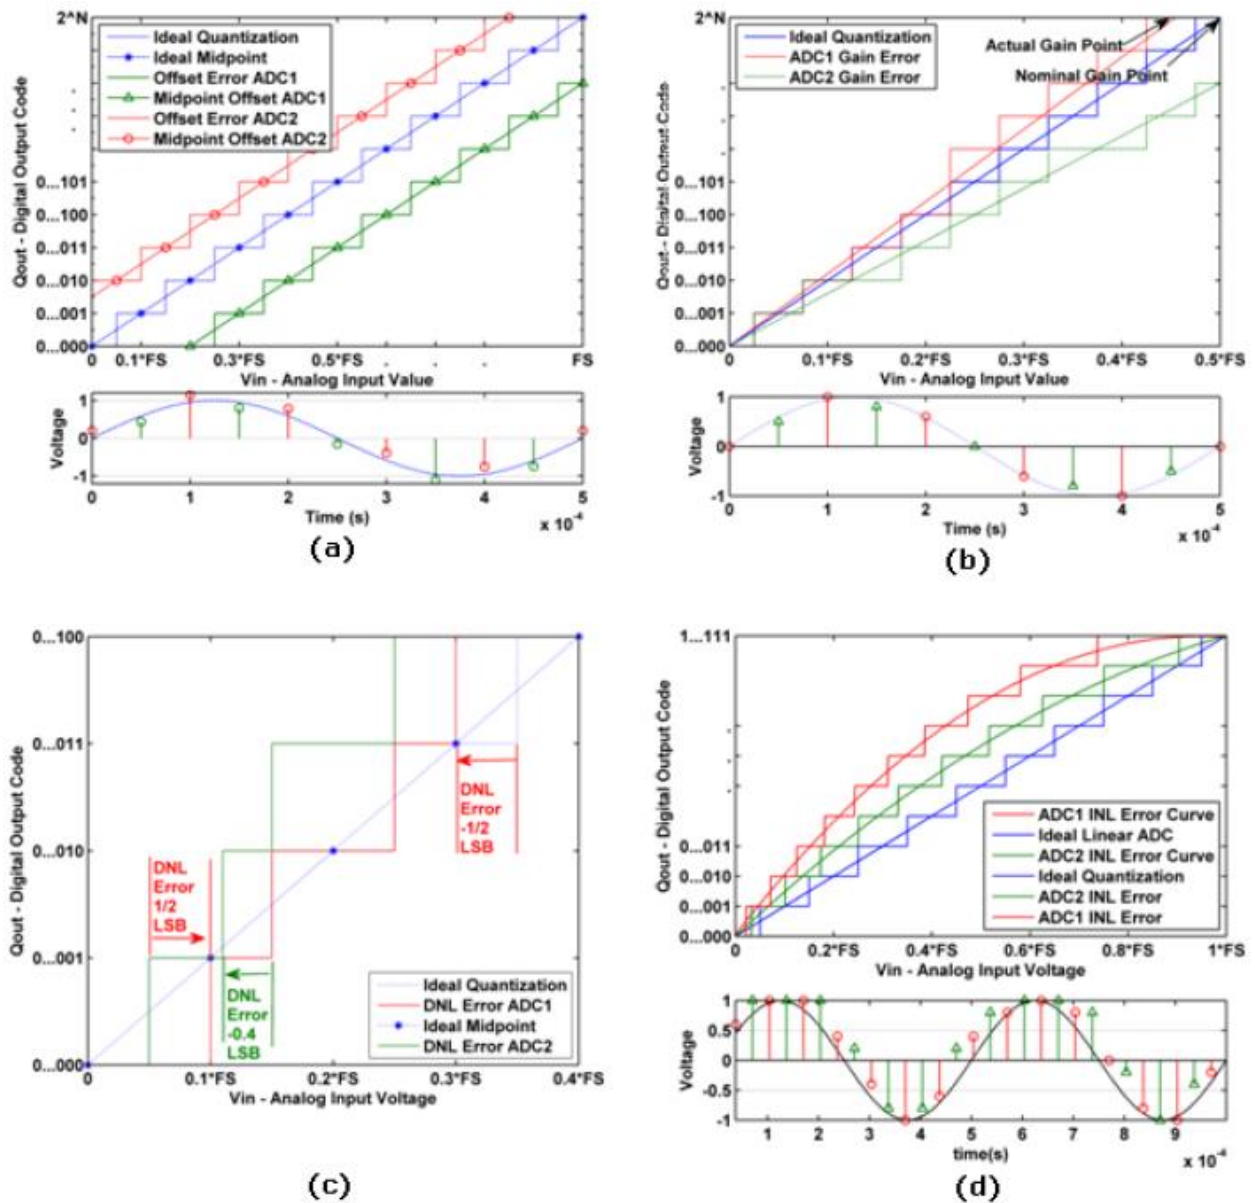 2^N
Ideal Quantization
Ideal Midpoint
Offset Error ADC1
Midpoint Offset ADC1
Offset Error ADC2
Midpoint Offset ADC2
Qout - Digital Output Code
0...101
0...100
0...011
0...010
0...001
0...000
0 0.1*FS 0.3*FS 0.5*FS . . FS
Vin - Analog Input Value
Voltage
1
0
-1
0 1 2 3 4 5
Time (s)
x 10^-4
(a)
2^N
Ideal Quantization
ADC1 Gain Error
ADC2 Gain Error
Actual Gain Point
Nominal Gain Point
Qout - Digital Output Code
0...101
0...100
0...011
0...010
0...001
0...000
0 0.1*FS 0.2*FS 0.3*FS 0.4*FS 0.5*FS
Vin - Analog Input Value
Voltage
1
0
-1
0 1 2 3 4 5
Time (s)
x 10^-4
(b)
0...100
0...011
0...010
0...001
0...000
Qout - Digital Output Code
DNL
Error
-1/2
LSB
DNL
Error
1/2
LSB
DNL
Error
-0.4
LSB
Ideal Quantization
DNL Error ADC1
Ideal Midpoint
DNL Error ADC2
0 0.1*FS 0.2*FS 0.3*FS 0.4*FS
Vin - Analog Input Voltage
(c)
1...111
Qout - Digital Output Code
0...011
0...010
0...001
0...000
ADC1 INL Error Curve
Ideal Linear ADC
ADC2 INL Error Curve
Ideal Quantization
ADC2 INL Error
ADC1 INL Error
0 0.2*FS 0.4*FS 0.6*FS 0.8*FS 1*FS
Vin - Analog Input Voltage
Voltage
1
0.5
0
-0.5
-1
1 2 3 4 5 6 7 8 9
time(s)
x 10^-4
(d)